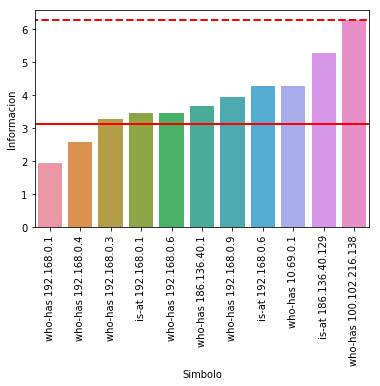 Informacion
6
5
4
3
2
1
0
who-has 192.168.0.1
who-has 192.168.0.4
who-has 192.168.0.3
is-at 192.168.0.1
who-has 192.168.0.6
who-has 186.136.40.1
who-has 192.168.0.9
is-at 192.168.0.6
who-has 10.69.0.1
is-at 186.136.40.129
who-has 100.102.216.138
Simbolo